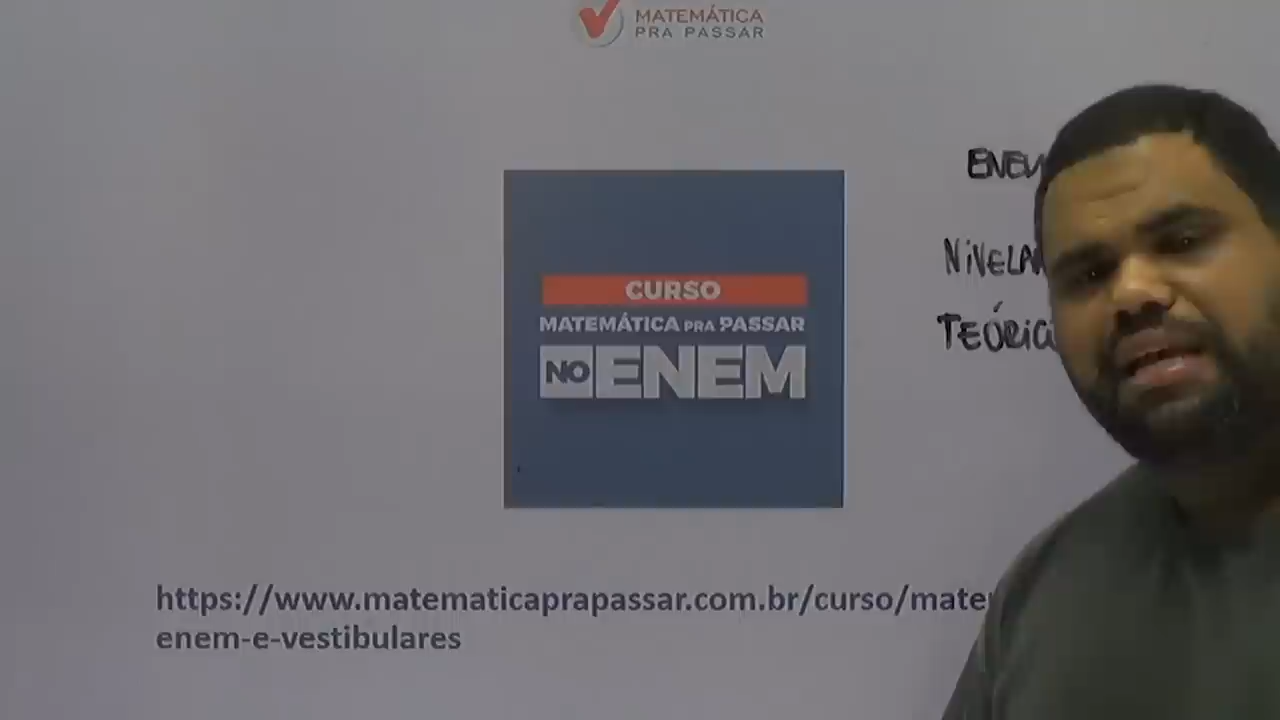 MATEMÁTICA
PRA PASSAR
CURSO
MATEMÁTICA PRA PASSAR
NO ENEM
https://www.matematicaprapassar.com.br/curso/mate
enem-e-vestibulares